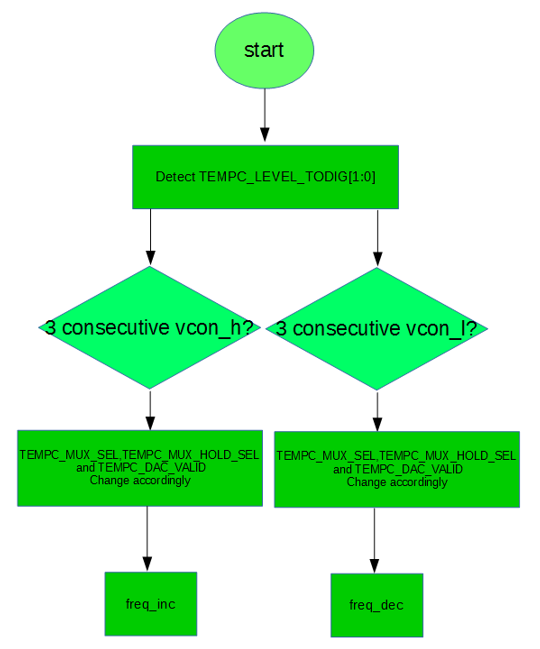 start
Detect TEMPC_LEVEL_TODIG[1:0]
3 consecutive vcon_h?
3 consecutive vcon_l?
TEMPC_MUX_SEL,TEMPC_MUX_HOLD_SEL
and TEMPC_DAC_VALID
Change accordingly
TEMPC_MUX_SEL,TEMPC_MUX_HOLD_SEL
and TEMPC_DAC_VALID
Change accordingly
freq_inc
freq_dec